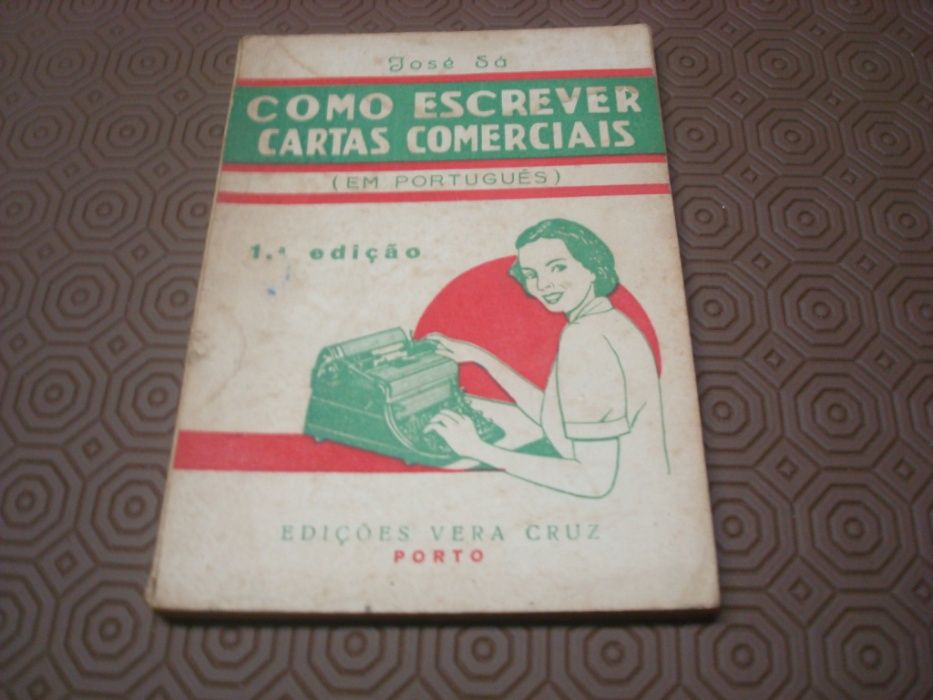 José Sá
COMO ESCREVER
CARTAS COMERCIAIS
(EM PORTUGUÊS)
1.ª edição
EDIÇÕES VERA CRUZ
PORTO